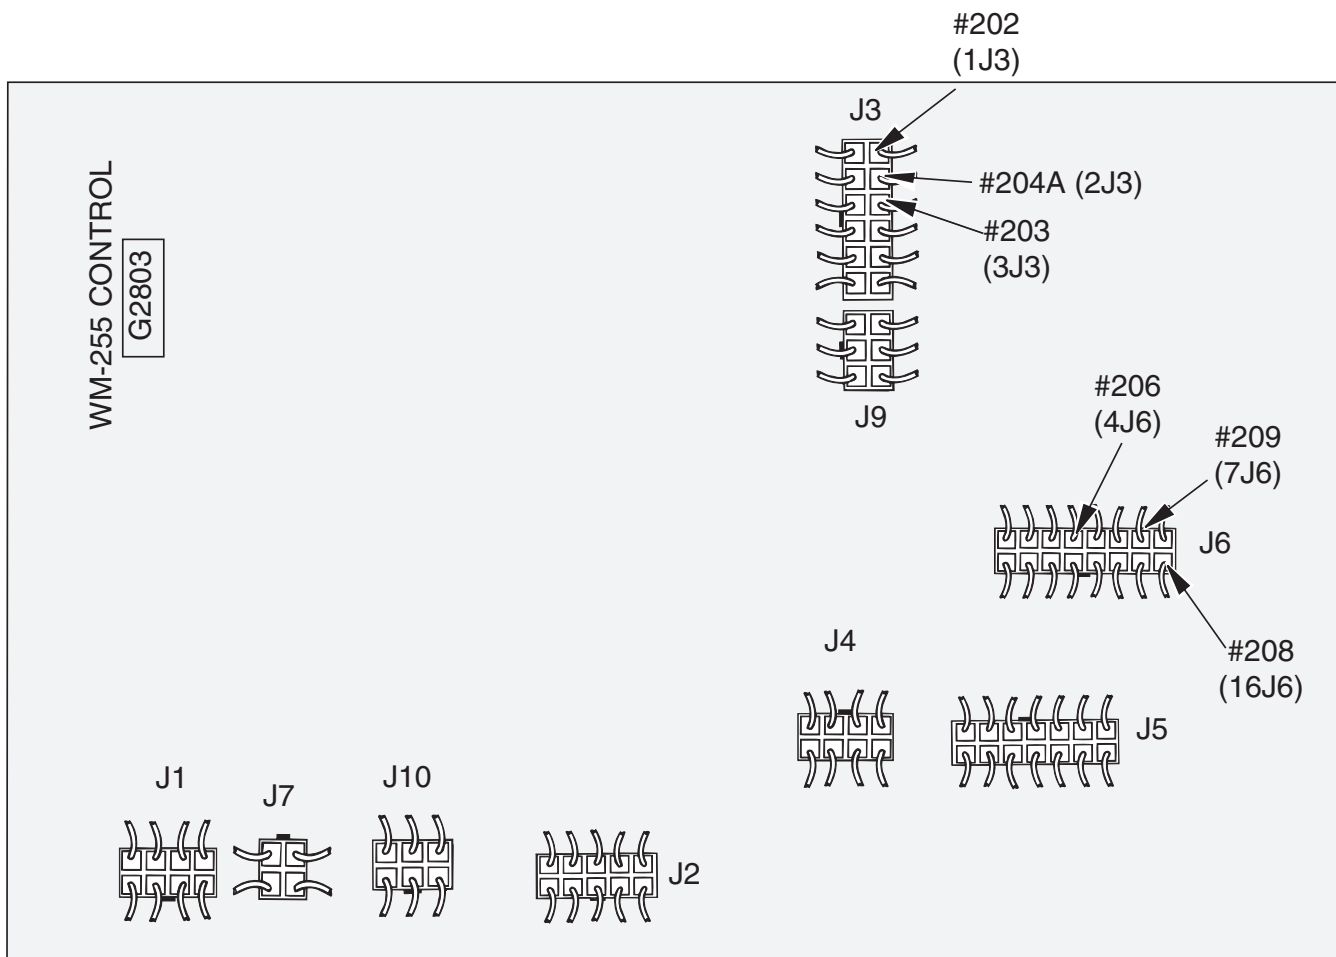 #202
(1J3)
J3
#204A (2J3)
#203
(3J3)
WM-255 CONTROL
G2803
J9
#206
(4J6)
#209
(7J6)
J6
#208
(16J6)
J4
J5
J1
J7
J10
J2